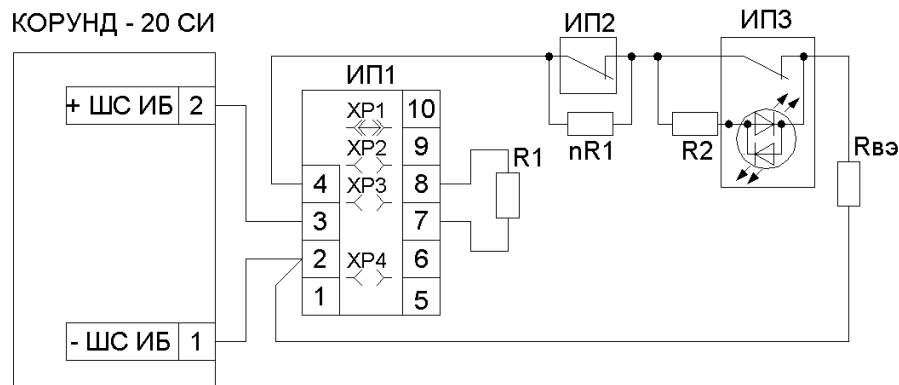 КОРУНД - 20 СИ
+ ШС ИБ 2
- ШС ИБ 1
ИП1
XP1 10
XP2 9
4 XP3 8
3 7
2 XP4 6
1 5
R1
ИП2
nR1
ИП3
R2
Rвэ